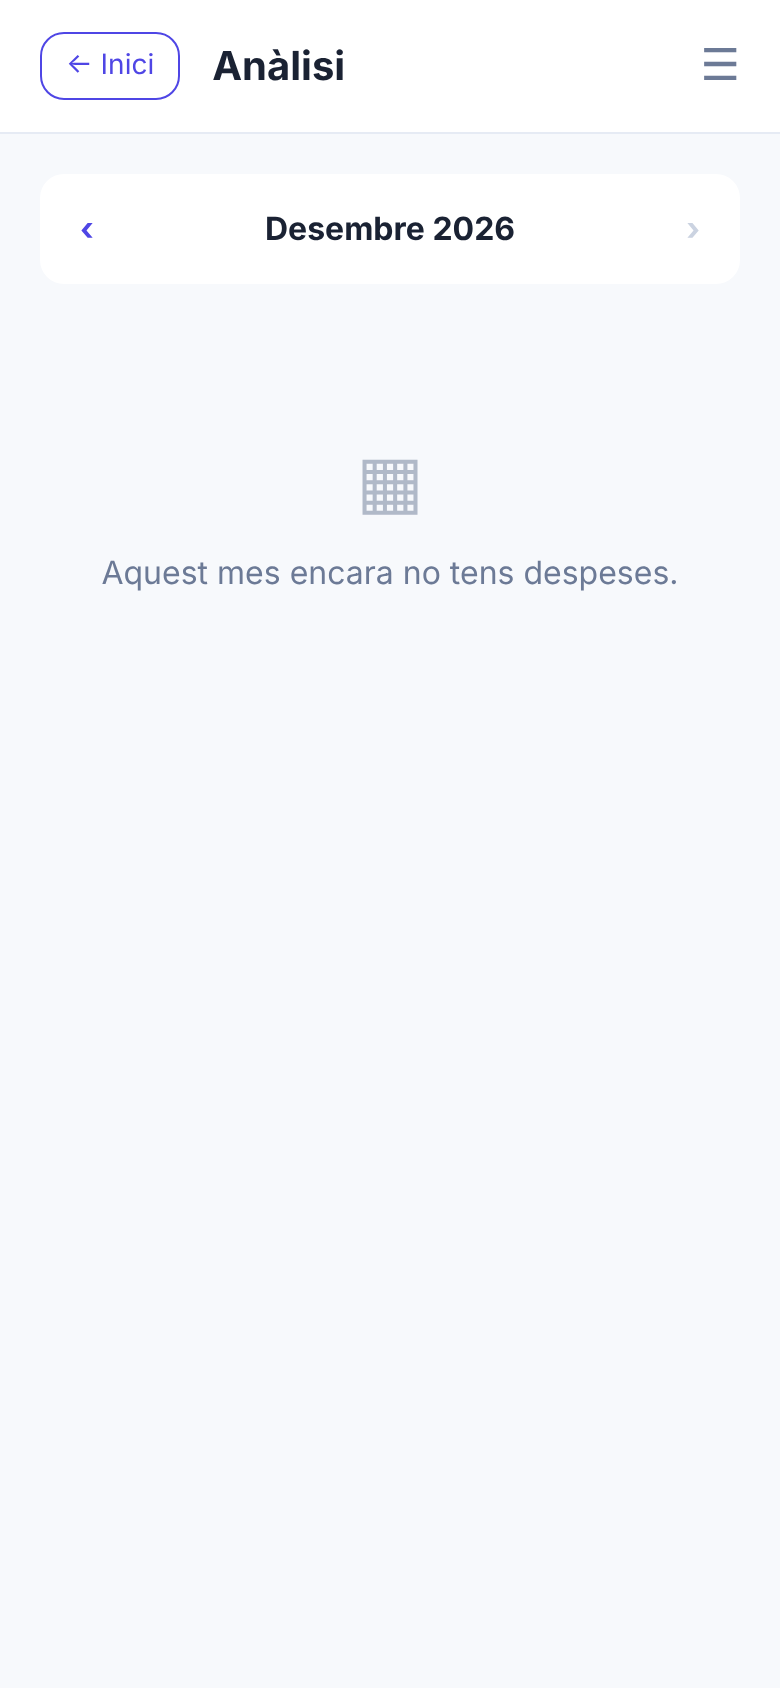 ← Inici
Anàlisi
☰
‹
Desembre 2026
›
▦
Aquest mes encara no tens despeses.